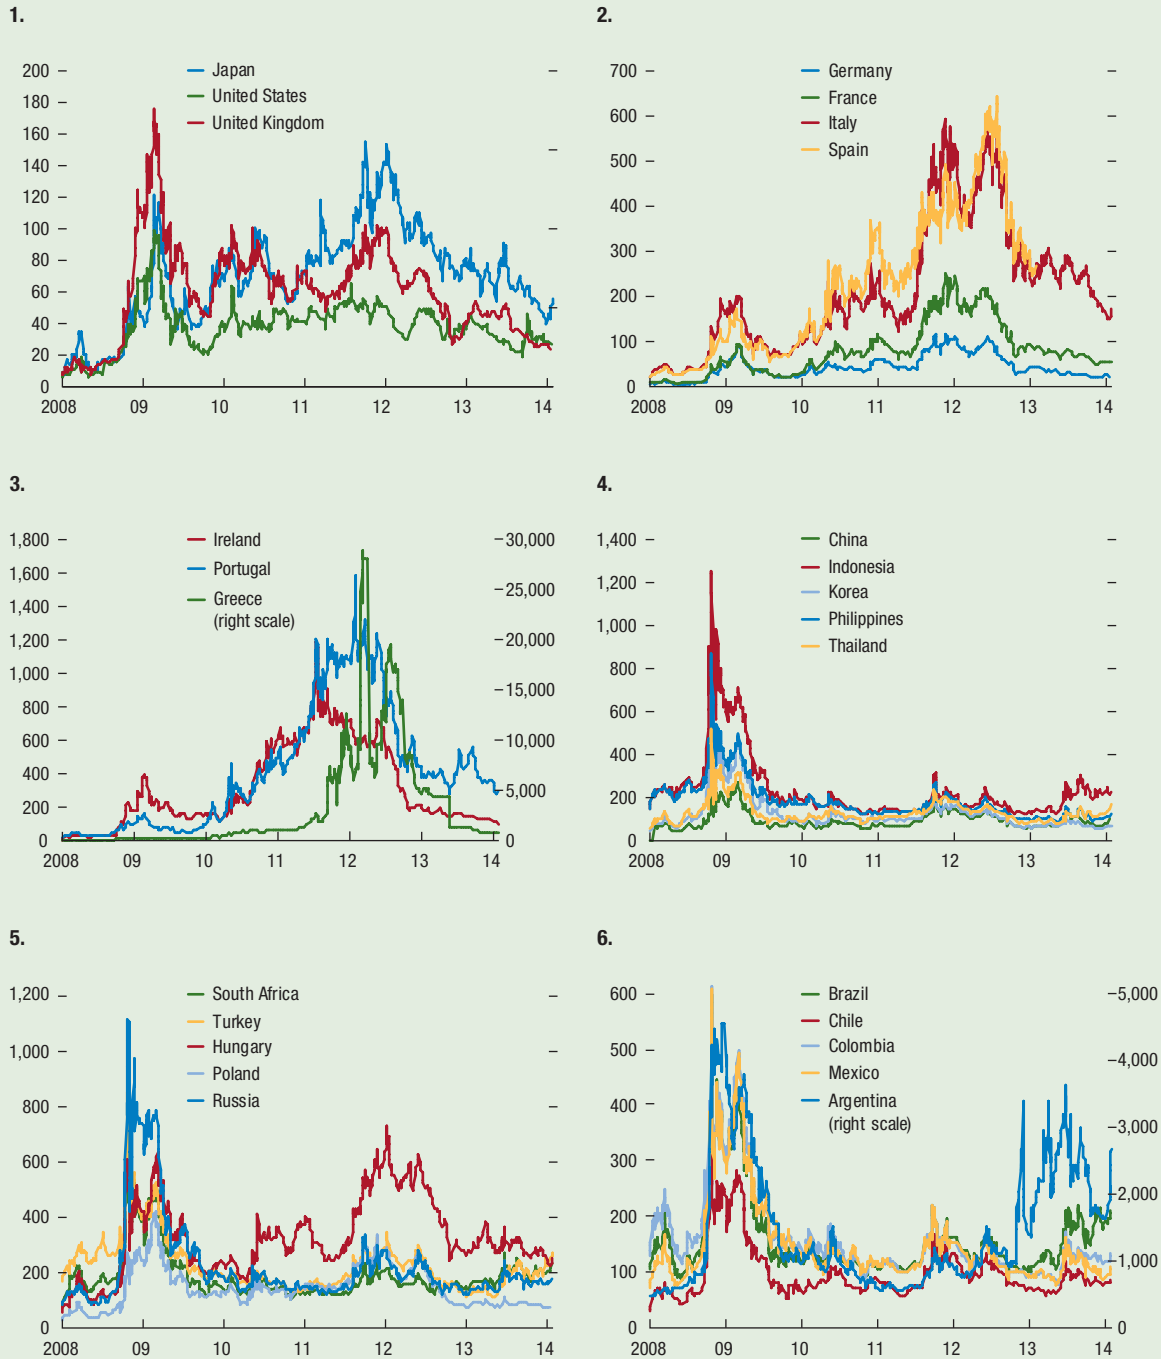 1.
200
180
160
140
120
100
80
60
40
20
0
Japan
United States
United Kingdom
2008 09 10 11 12 13 14
2.
700
600
500
400
300
200
100
0
Germany
France
Italy
Spain
2008 09 10 11 12 13 14
3.
1,800
1,600
1,400
1,200
1,000
800
600
400
200
0
Ireland
Portugal
Greece
(right scale)
30,000
25,000
20,000
15,000
10,000
5,000
0
2008 09 10 11 12 13 14
4.
1,400
1,200
1,000
800
600
400
200
0
China
Indonesia
Korea
Philippines
Thailand
2008 09 10 11 12 13 14
5.
1,200
1,000
800
600
400
200
0
South Africa
Turkey
Hungary
Poland
Russia
2008 09 10 11 12 13 14
6.
600
500
400
300
200
100
0
Brazil
Chile
Colombia
Mexico
Argentina
(right scale)
5,000
4,000
3,000
2,000
1,000
0
2008 09 10 11 12 13 14